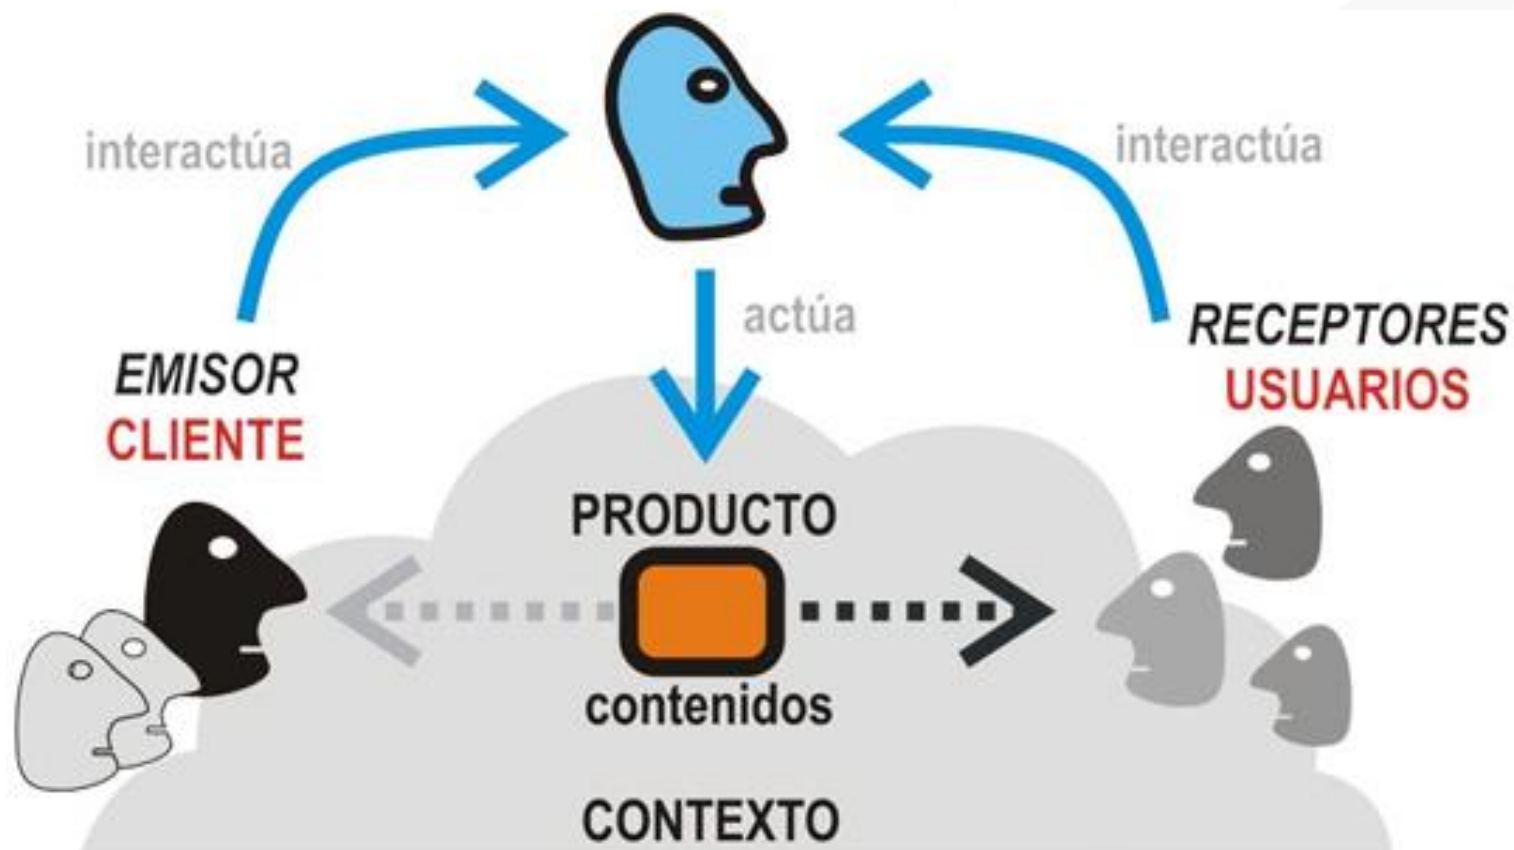 interactúa
interactúa
actúa
EMISOR
CLIENTE
RECEPTORES
USUARIOS
PRODUCTO
contenidos
CONTEXTO